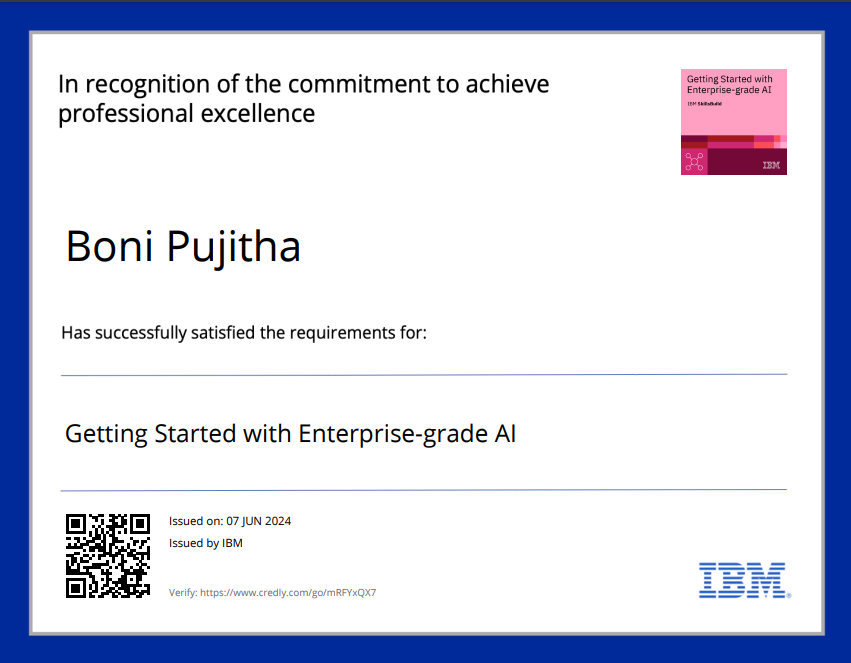 In recognition of the commitment to achieve
professional excellence
Getting Started with
Enterprise-grade AI
IBM SkillsBuild
IBM
Boni Pujitha
Has successfully satisfied the requirements for:
Getting Started with Enterprise-grade AI
Issued on: 07 JUN 2024
Issued by IBM
Verify: https://www.credly.com/go/mRFYxQX7
IBM®